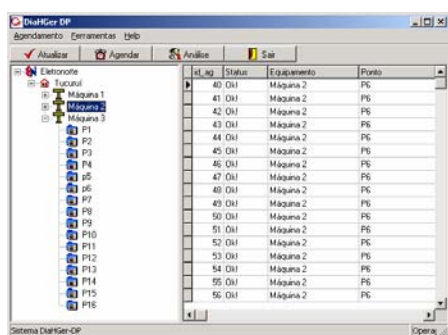 DiaHGer DP
Agendamento Ferramentas Help
Atualizar Agendar Análise Sair
Eletronorte
Tucuruí
Máquina 1
Máquina 2
Máquina 3
P1
P2
P3
P4
p5
p6
P7
P8
P9
P10
P11
P12
P13
P14
P15
P16
id_ag Status Equipamento Ponto
40 Ok! Máquina 2 P6
41 Ok! Máquina 2 P6
42 Ok! Máquina 2 P6
43 Ok! Máquina 2 P6
44 Ok! Máquina 2 P6
45 Ok! Máquina 2 P6
46 Ok! Máquina 2 P6
47 Ok! Máquina 2 P6
48 Ok! Máquina 2 P6
49 Ok! Máquina 2 P6
50 Ok! Máquina 2 P6
51 Ok! Máquina 2 P6
52 Ok! Máquina 2 P6
53 Ok! Máquina 2 P6
54 Ok! Máquina 2 P6
55 Ok! Máquina 2 P6
56 Ok! Máquina 2 P6
Sistema DiaHGer-DP Operaç